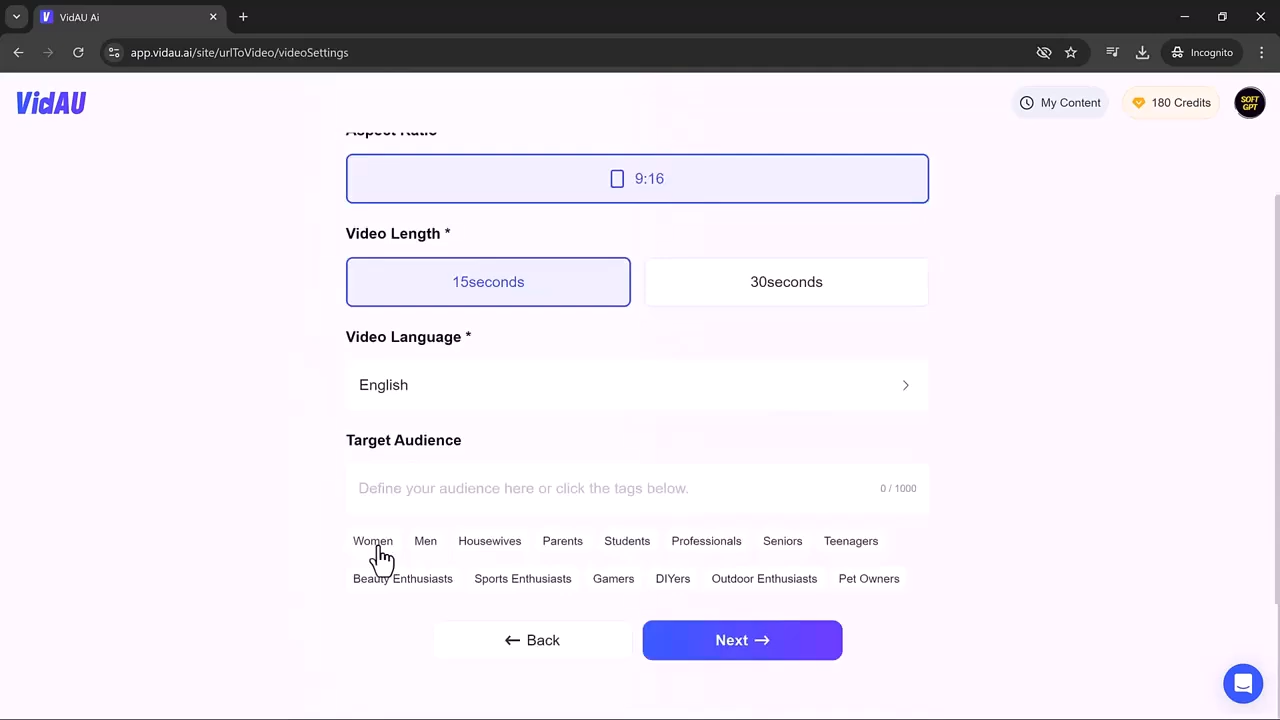 VidAU Ai
app.vidau.ai/site/urlToVideo/videoSettings
Incognito
VidAU
My Content
180 Credits
SOFT
GPT
Aspect Ratio
9:16
Video Length *
15seconds
30seconds
Video Language *
English
Target Audience
Define your audience here or click the tags below.
0 / 1000
Women Men Housewives Parents Students Professionals Seniors Teenagers
Beauty Enthusiasts Sports Enthusiasts Gamers DIYers Outdoor Enthusiasts Pet Owners
← Back
Next →